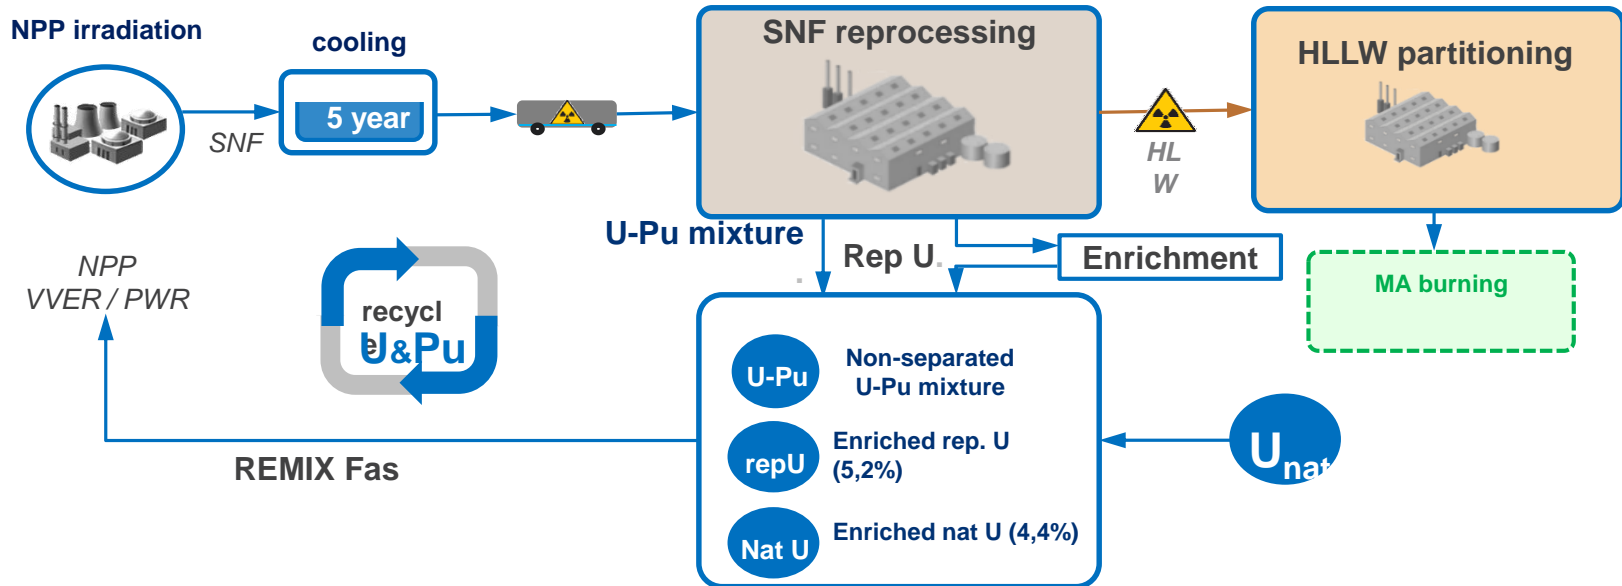 NPP irradiation
cooling
5 year
SNF
SNF reprocessing
HL
W
HLLW partitioning
MA burning
U-Pu mixture
.
Rep U.
Enrichment
NPP
VVER / PWR
recycl
e
U&Pu
U-Pu
Non-separated
U-Pu mixture
repU
Enriched rep. U
(5,2%)
Nat U
Enriched nat U (4,4%)
Unat
REMIX Fas